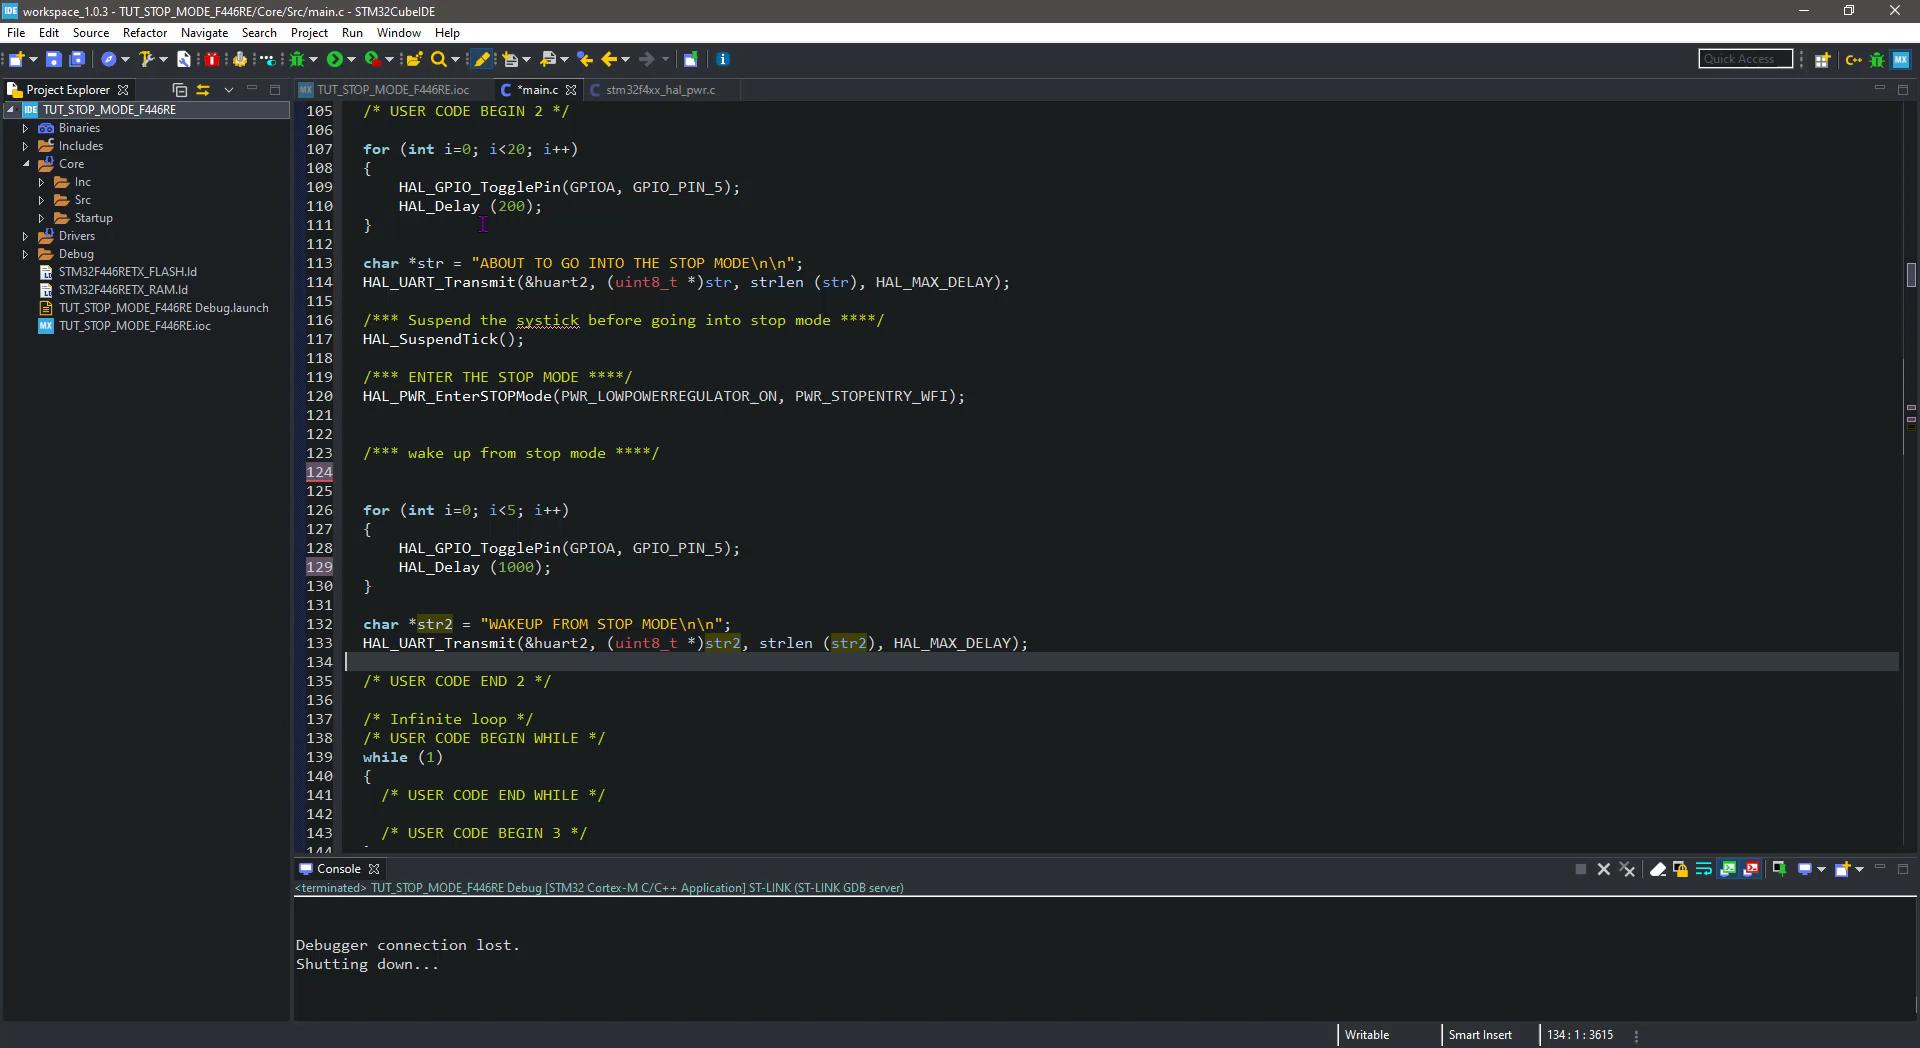 workspace_1.0.3 - TUT_STOP_MODE_F446RE/Core/Src/main.c - STM32CubeIDE
File Edit Source Refactor Navigate Search Project Run Window Help
Quick Access
Project Explorer
TUT_STOP_MODE_F446RE
Binaries
Includes
Core
Inc
Src
Startup
Drivers
Debug
STM32F446RETX_FLASH.ld
STM32F446RETX_RAM.ld
TUT_STOP_MODE_F446RE Debug.launch
TUT_STOP_MODE_F446RE.ioc
TUT_STOP_MODE_F446RE.ioc *main.c stm32f4xx_hal_pwr.c
105 /* USER CODE BEGIN 2 */
106
107 for (int i=0; i<20; i++)
108 {
109 HAL_GPIO_TogglePin(GPIOA, GPIO_PIN_5);
110 HAL_Delay (200);
111 }
112
113 char *str = "ABOUT TO GO INTO THE STOP MODE\n\n";
114 HAL_UART_Transmit(&huart2, (uint8_t *)str, strlen (str), HAL_MAX_DELAY);
115
116 /*** Suspend the systick before going into stop mode ****/
117 HAL_SuspendTick();
118
119 /*** ENTER THE STOP MODE ****/
120 HAL_PWR_EnterSTOPMode(PWR_LOWPOWERREGULATOR_ON, PWR_STOPENTRY_WFI);
121
122
123 /*** wake up from stop mode ****/
124
125
126 for (int i=0; i<5; i++)
127 {
128 HAL_GPIO_TogglePin(GPIOA, GPIO_PIN_5);
129 HAL_Delay (1000);
130 }
131
132 char *str2 = "WAKEUP FROM STOP MODE\n\n";
133 HAL_UART_Transmit(&huart2, (uint8_t *)str2, strlen (str2), HAL_MAX_DELAY);
134
135 /* USER CODE END 2 */
136
137 /* Infinite loop */
138 /* USER CODE BEGIN WHILE */
139 while (1)
140 {
141 /* USER CODE END WHILE */
142
143 /* USER CODE BEGIN 3 */
144
Console
<terminated> TUT_STOP_MODE_F446RE Debug [STM32 Cortex-M C/C++ Application] ST-LINK (ST-LINK GDB server)
Debugger connection lost.
Shutting down...
Writable Smart Insert 134 : 1 : 3615